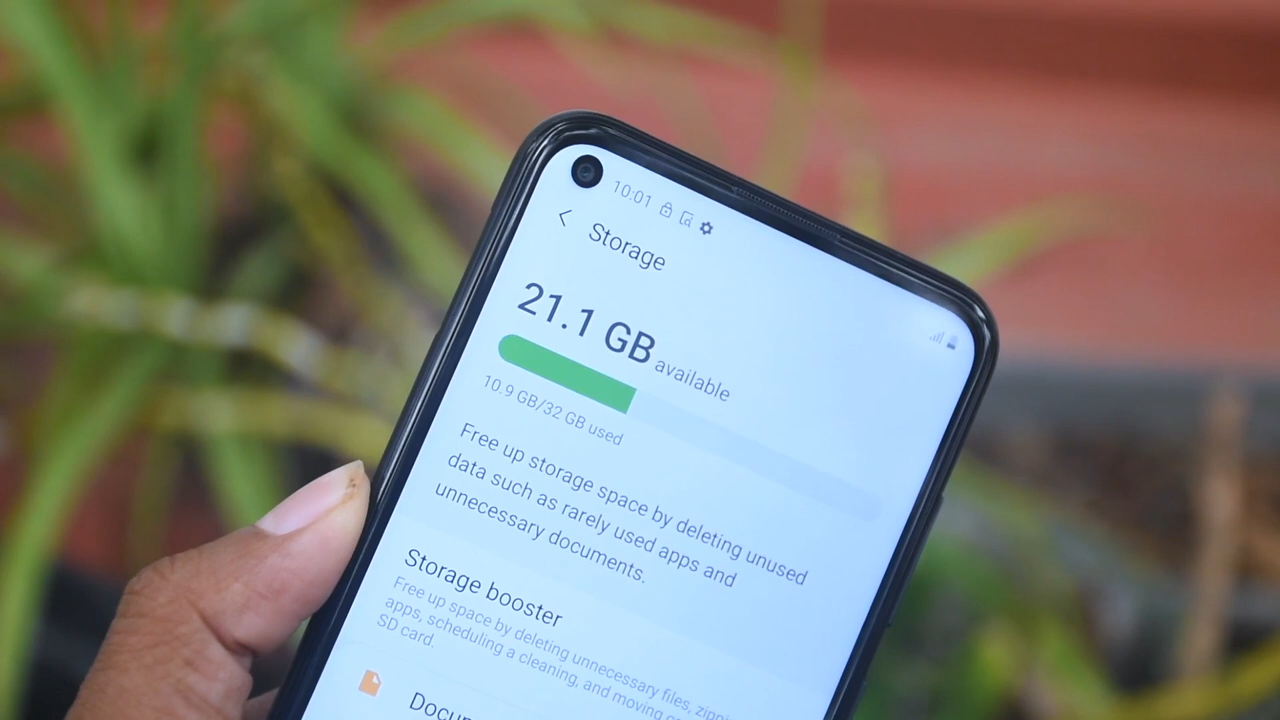 10:01
Storage
21.1 GB available
10.9 GB/32 GB used
Free up storage space by deleting unused
data such as rarely used apps and
unnecessary documents.
Storage booster
Free up space by deleting unnecessary files, zippi
apps, scheduling a cleaning, and moving
SD card.
Docum